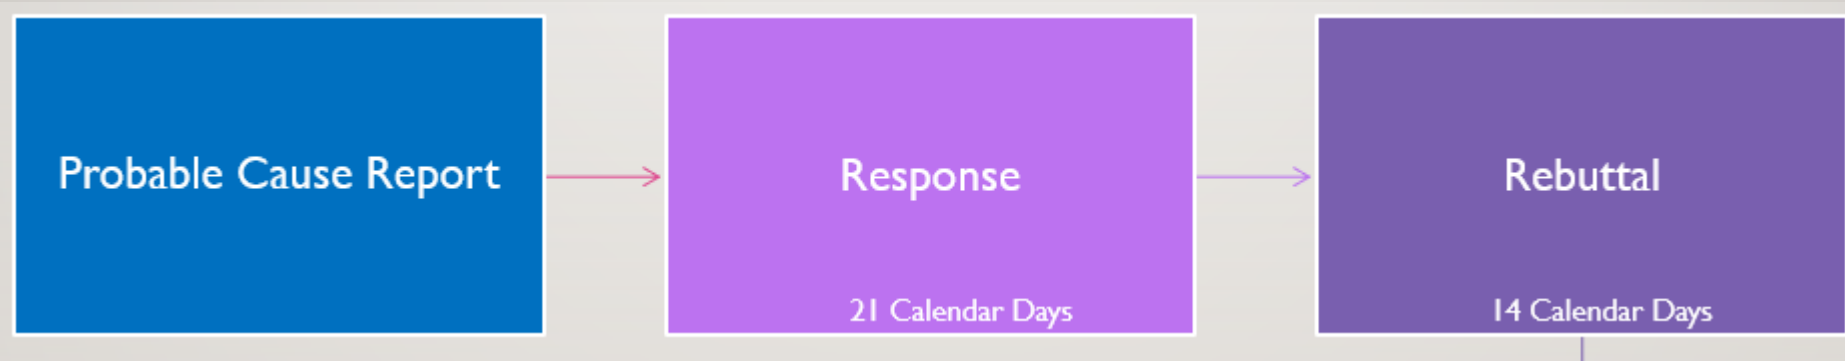 Probable Cause Report
Response
21 Calendar Days
Rebuttal
14 Calendar Days